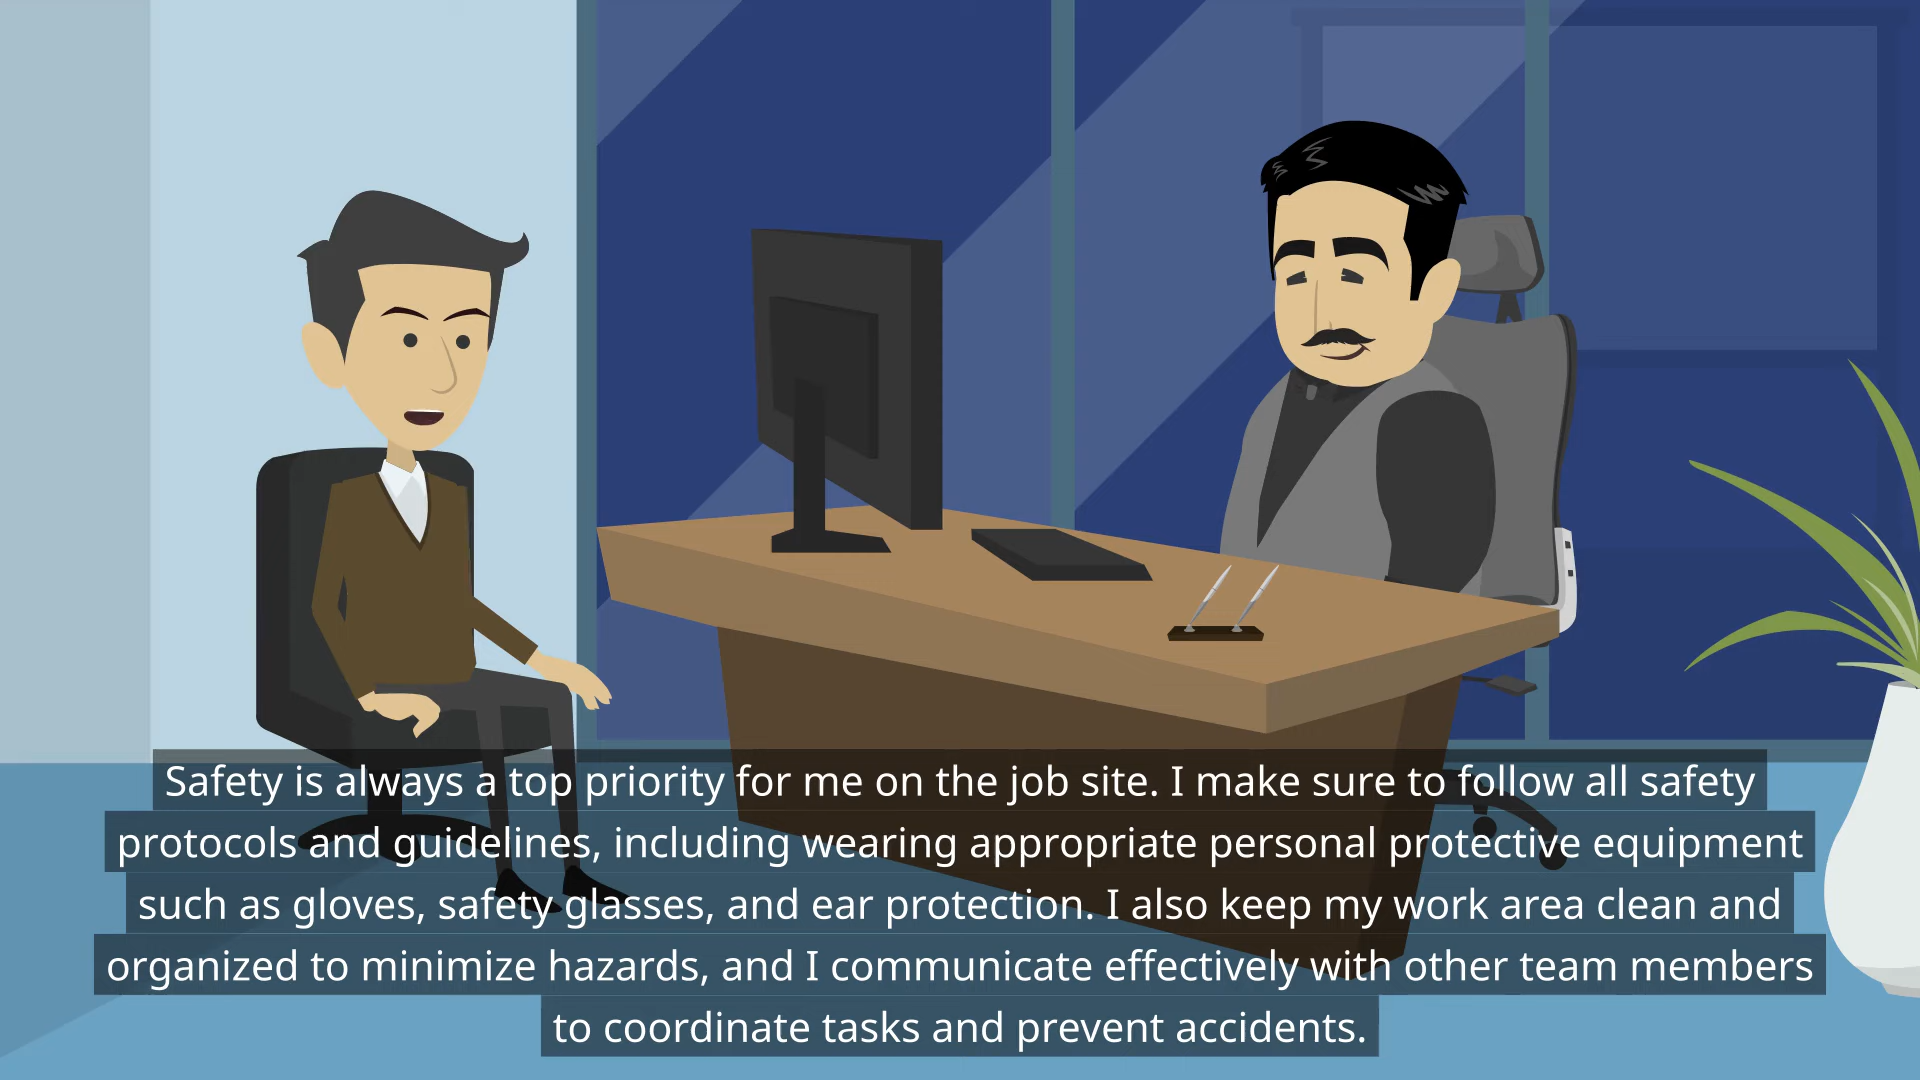 Safety is always a top priority for me on the job site. I make sure to follow all safety
protocols and guidelines, including wearing appropriate personal protective equipment
such as gloves, safety glasses, and ear protection. I also keep my work area clean and
organized to minimize hazards, and I communicate effectively with other team members
to coordinate tasks and prevent accidents.